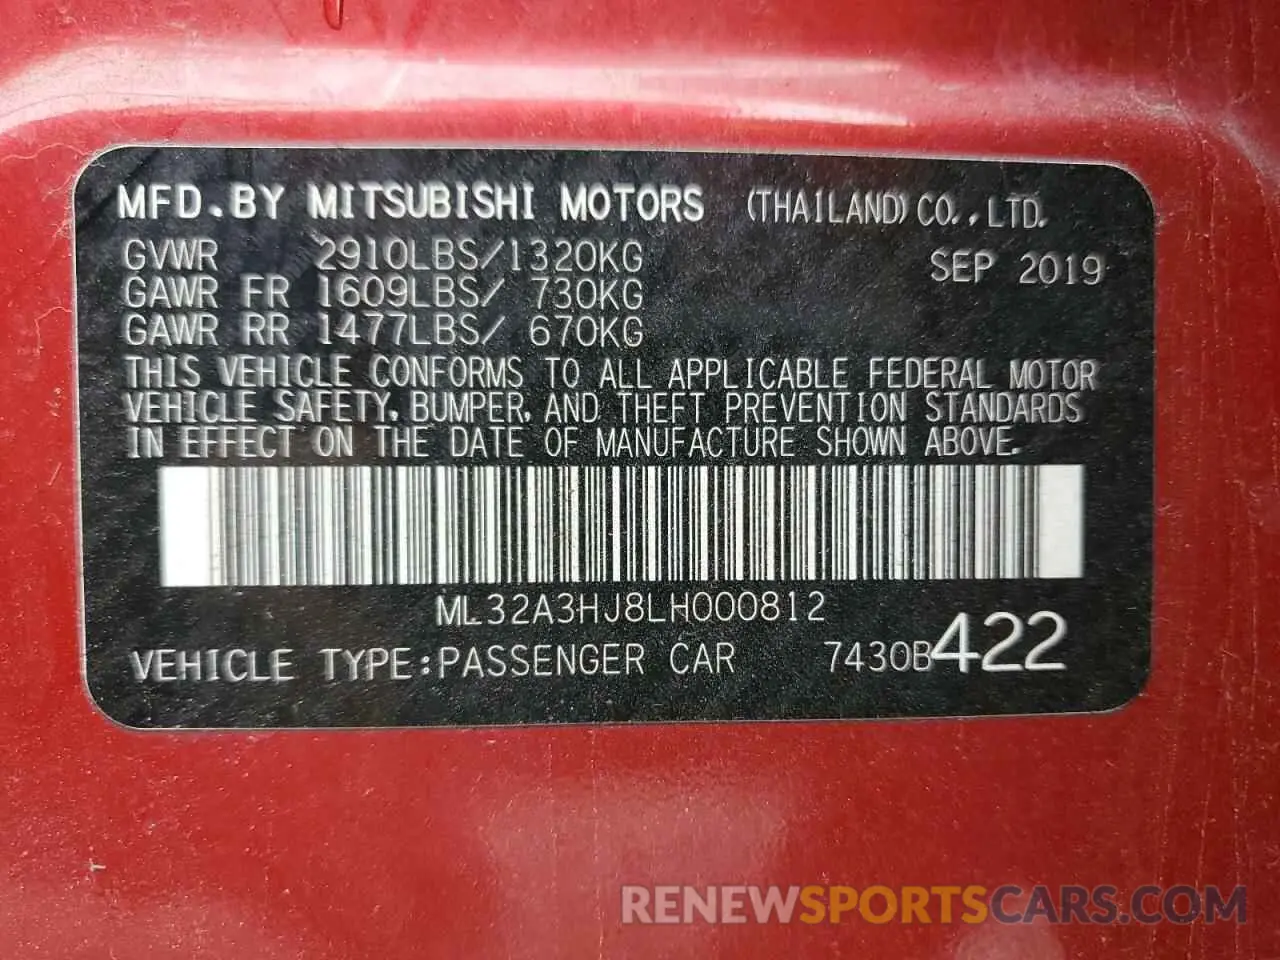 MFD.BY MITSUBISHI MOTORS (THAILAND) CO.,LTD.
GVWR 2910LBS/1320KG SEP 2019
GAWR FR 1609LBS/ 730KG
GAWR RR 1477LBS/ 670KG
THIS VEHICLE CONFORMS TO ALL APPLICABLE FEDERAL MOTOR
VEHICLE SAFETY, BUMPER, AND THEFT PREVENTION STANDARDS
IN EFFECT ON THE DATE OF MANUFACTURE SHOWN ABOVE.
ML32A3HJ8LH000812
VEHICLE TYPE:PASSENGER CAR 7430B422
RENEWSPORTSCARS.COM